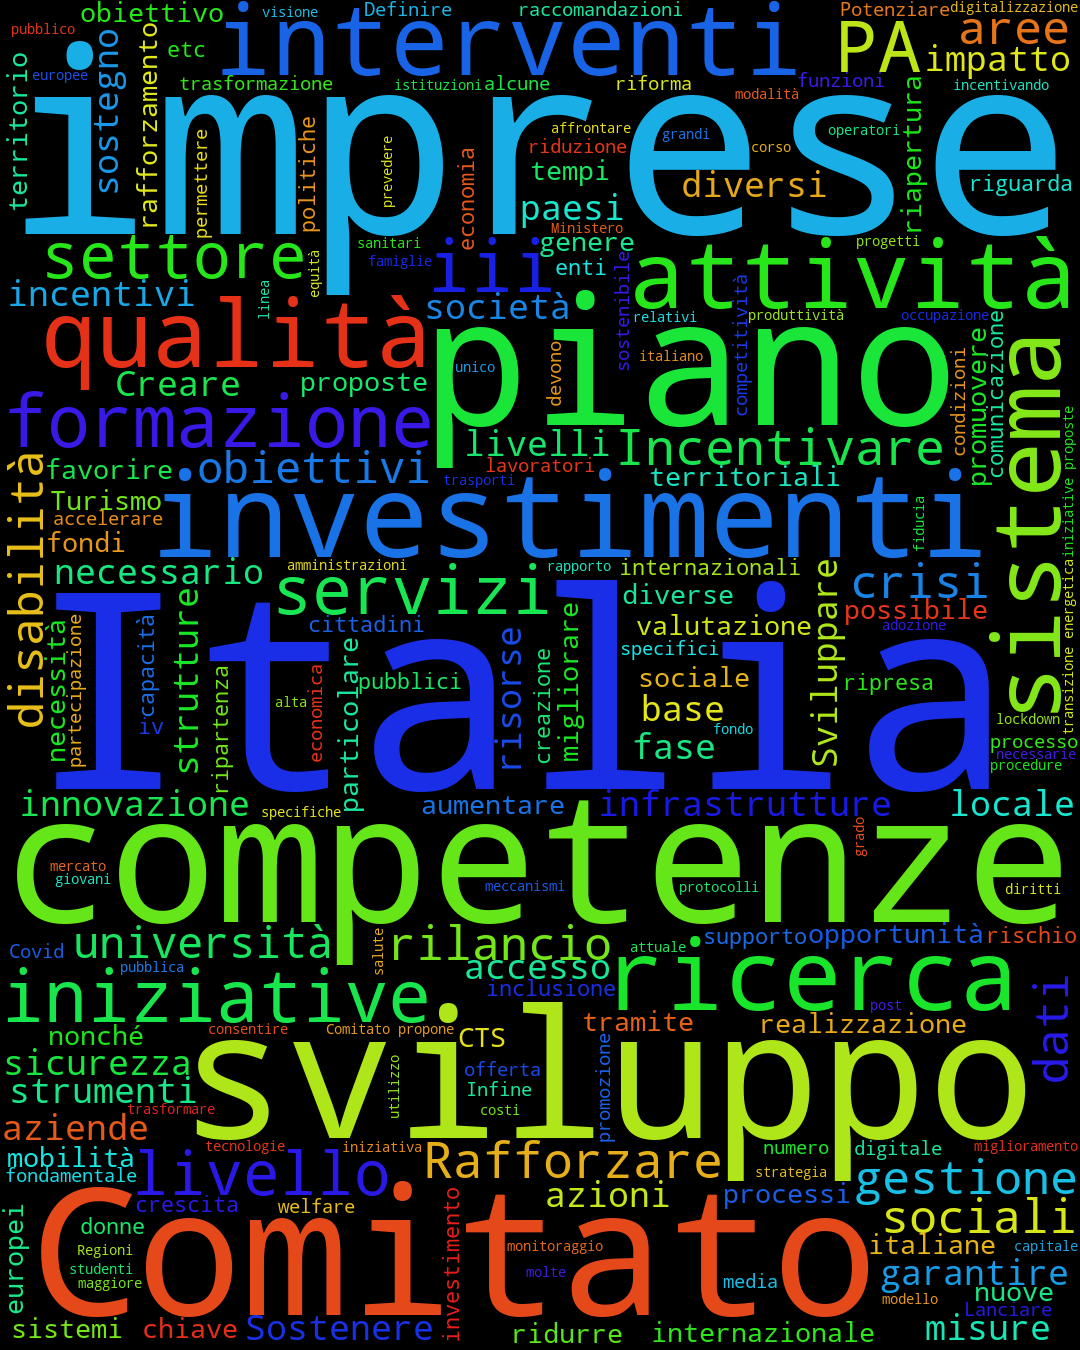 obiettivo
visione
Definire
raccomandazioni
Potenziare
digitalizzazione
pubblico
interventi
PA
aree
etc
impatto
territorio
europee
sostegno
rafforzamento
trasformazione
istituzioni
alcune
riforma
funzioni
modalità
incentivando
imprese
permettere
politiche
prevedere
economia
affrontare
riduzione
grandi
corso
operatori
riapertura
tempi
diversi
riguarda
paesi
Ministero
settore
equità
sanitari
famiglie
iii
genere
enti
sostenibile
progetti
attività
incentivi
linea
società
relativi
competitività
produttività
occupazione
qualità
piano
unico
devono
italiano
condizioni
promuovere
comunicazione
sistema
iniziative proposte
Creare
proposte
formazione
livelli
Incentivare
lavoratori
disabilità
favorire
obiettivi
trasporti
territoriali
Turismo
accelerare
fondi
investimenti
fiducia
necessario
amministrazioni
servizi
rapporto
internazionali
crisi
diverse
possibile
Sviluppare
transizione energetica
Italia
necessità
partecipazione
capacità
strutture
cittadini
risorse
creazione
migliorare
valutazione
adozione
specifici
iv
ripartenza
alta
economica
particolare
pubblici
sociale
ripresa
base
fondo
fase
lockdown
processo
necessarie
procedure
innovazione
specifiche
aumentare
infrastrutture
locale
competenze
grado
mercato
giovani
meccanismi
protocolli
diritti
Covid
università
salute
rilancio
attuale
supporto
opportunità
rischio
pubblica
accesso
ricerca
iniziative
inclusione
post
dati
nonché
consentire
Comitato propone
CTS
tramite
realizzazione
sicurezza
sviluppo
utilizzo
offerta
promozione
strumenti
Infine
trasformare
costi
aziende
tecnologie
iniziativa
numero
digitale
miglioramento
mobilità
livello
Rafforzare
strategia
gestione
fondamentale
crescita
welfare
azioni
processi
sociali
europei
Comitato
donne
investimento
Regioni
monitoraggio
italiane
capitale
studenti
molte
media
garantire
maggiore
modello
nuove
Lanciare
sistemi
chiave
Sostenere
ridurre
internazionale
misure